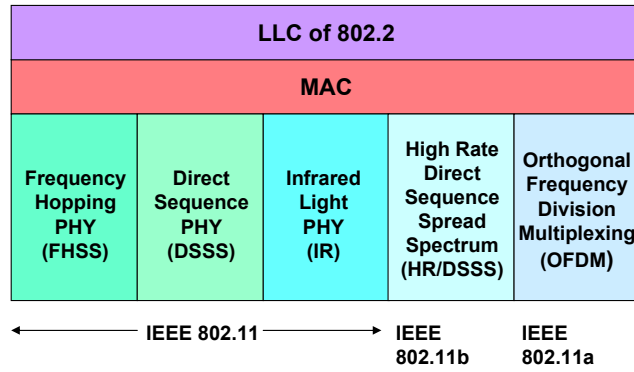 LLC of 802.2
MAC
Frequency
Hopping
PHY
(FHSS)
Direct
Sequence
PHY
(DSSS)
Infrared
Light
PHY
(IR)
High Rate
Direct
Sequence
Spread
Spectrum
(HR/DSSS)
Orthogonal
Frequency
Division
Multiplexing
(OFDM)
IEEE 802.11
IEEE
802.11b
IEEE
802.11a